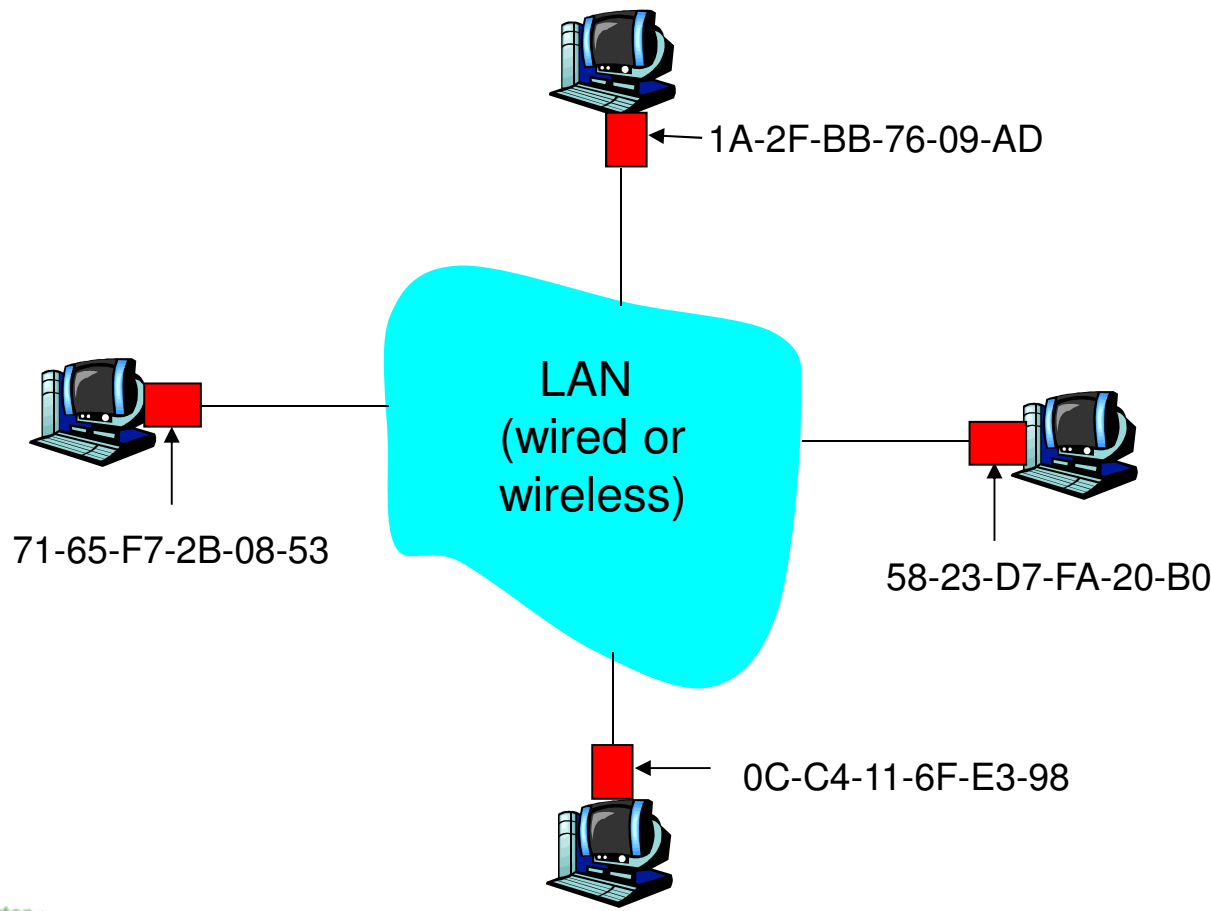 1A-2F-BB-76-09-AD
LAN
(wired or
wireless)
71-65-F7-2B-08-53
58-23-D7-FA-20-B0
0C-C4-11-6F-E3-98